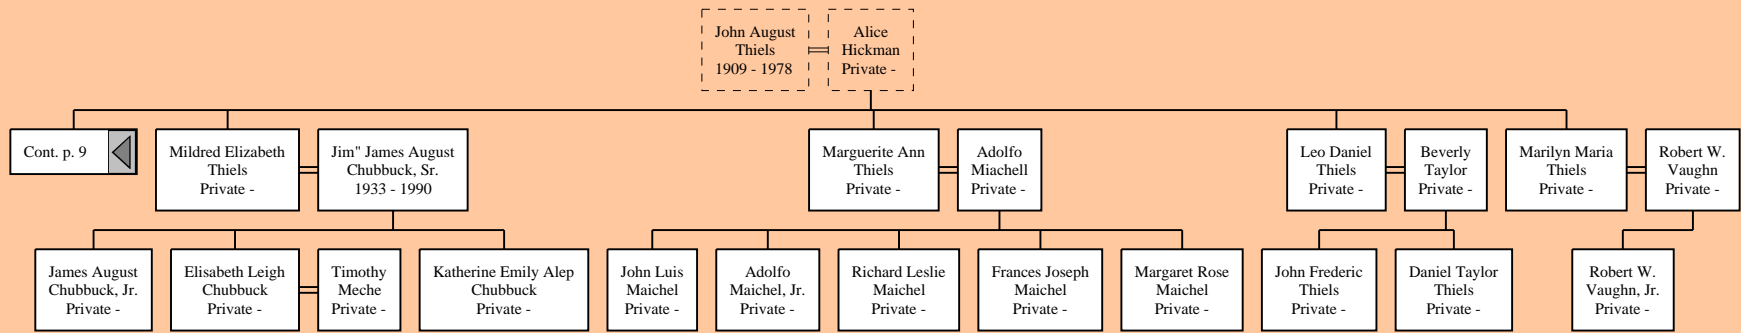 John August
Thiels
1909 - 1978
Alice
Hickman
Private -
Cont. p. 9
Mildred Elizabeth
Thiels
Private -
Jim" James August
Chubbuck, Sr.
1933 - 1990
Marguerite Ann
Thiels
Private -
Adolfo
Miachell
Private -
Leo Daniel
Thiels
Private -
Beverly
Taylor
Private -
Marilyn Maria
Thiels
Private -
Robert W.
Vaughn
Private -
James August
Chubbuck, Jr.
Private -
Elisabeth Leigh
Chubbuck
Private -
Timothy
Meche
Private -
Katherine Emily Alep
Chubbuck
Private -
John Luis
Maichel
Private -
Adolfo
Maichel, Jr.
Private -
Richard Leslie
Maichel
Private -
Frances Joseph
Maichel
Private -
Margaret Rose
Maichel
Private -
John Frederic
Thiels
Private -
Daniel Taylor
Thiels
Private -
Robert W.
Vaughn, Jr.
Private -